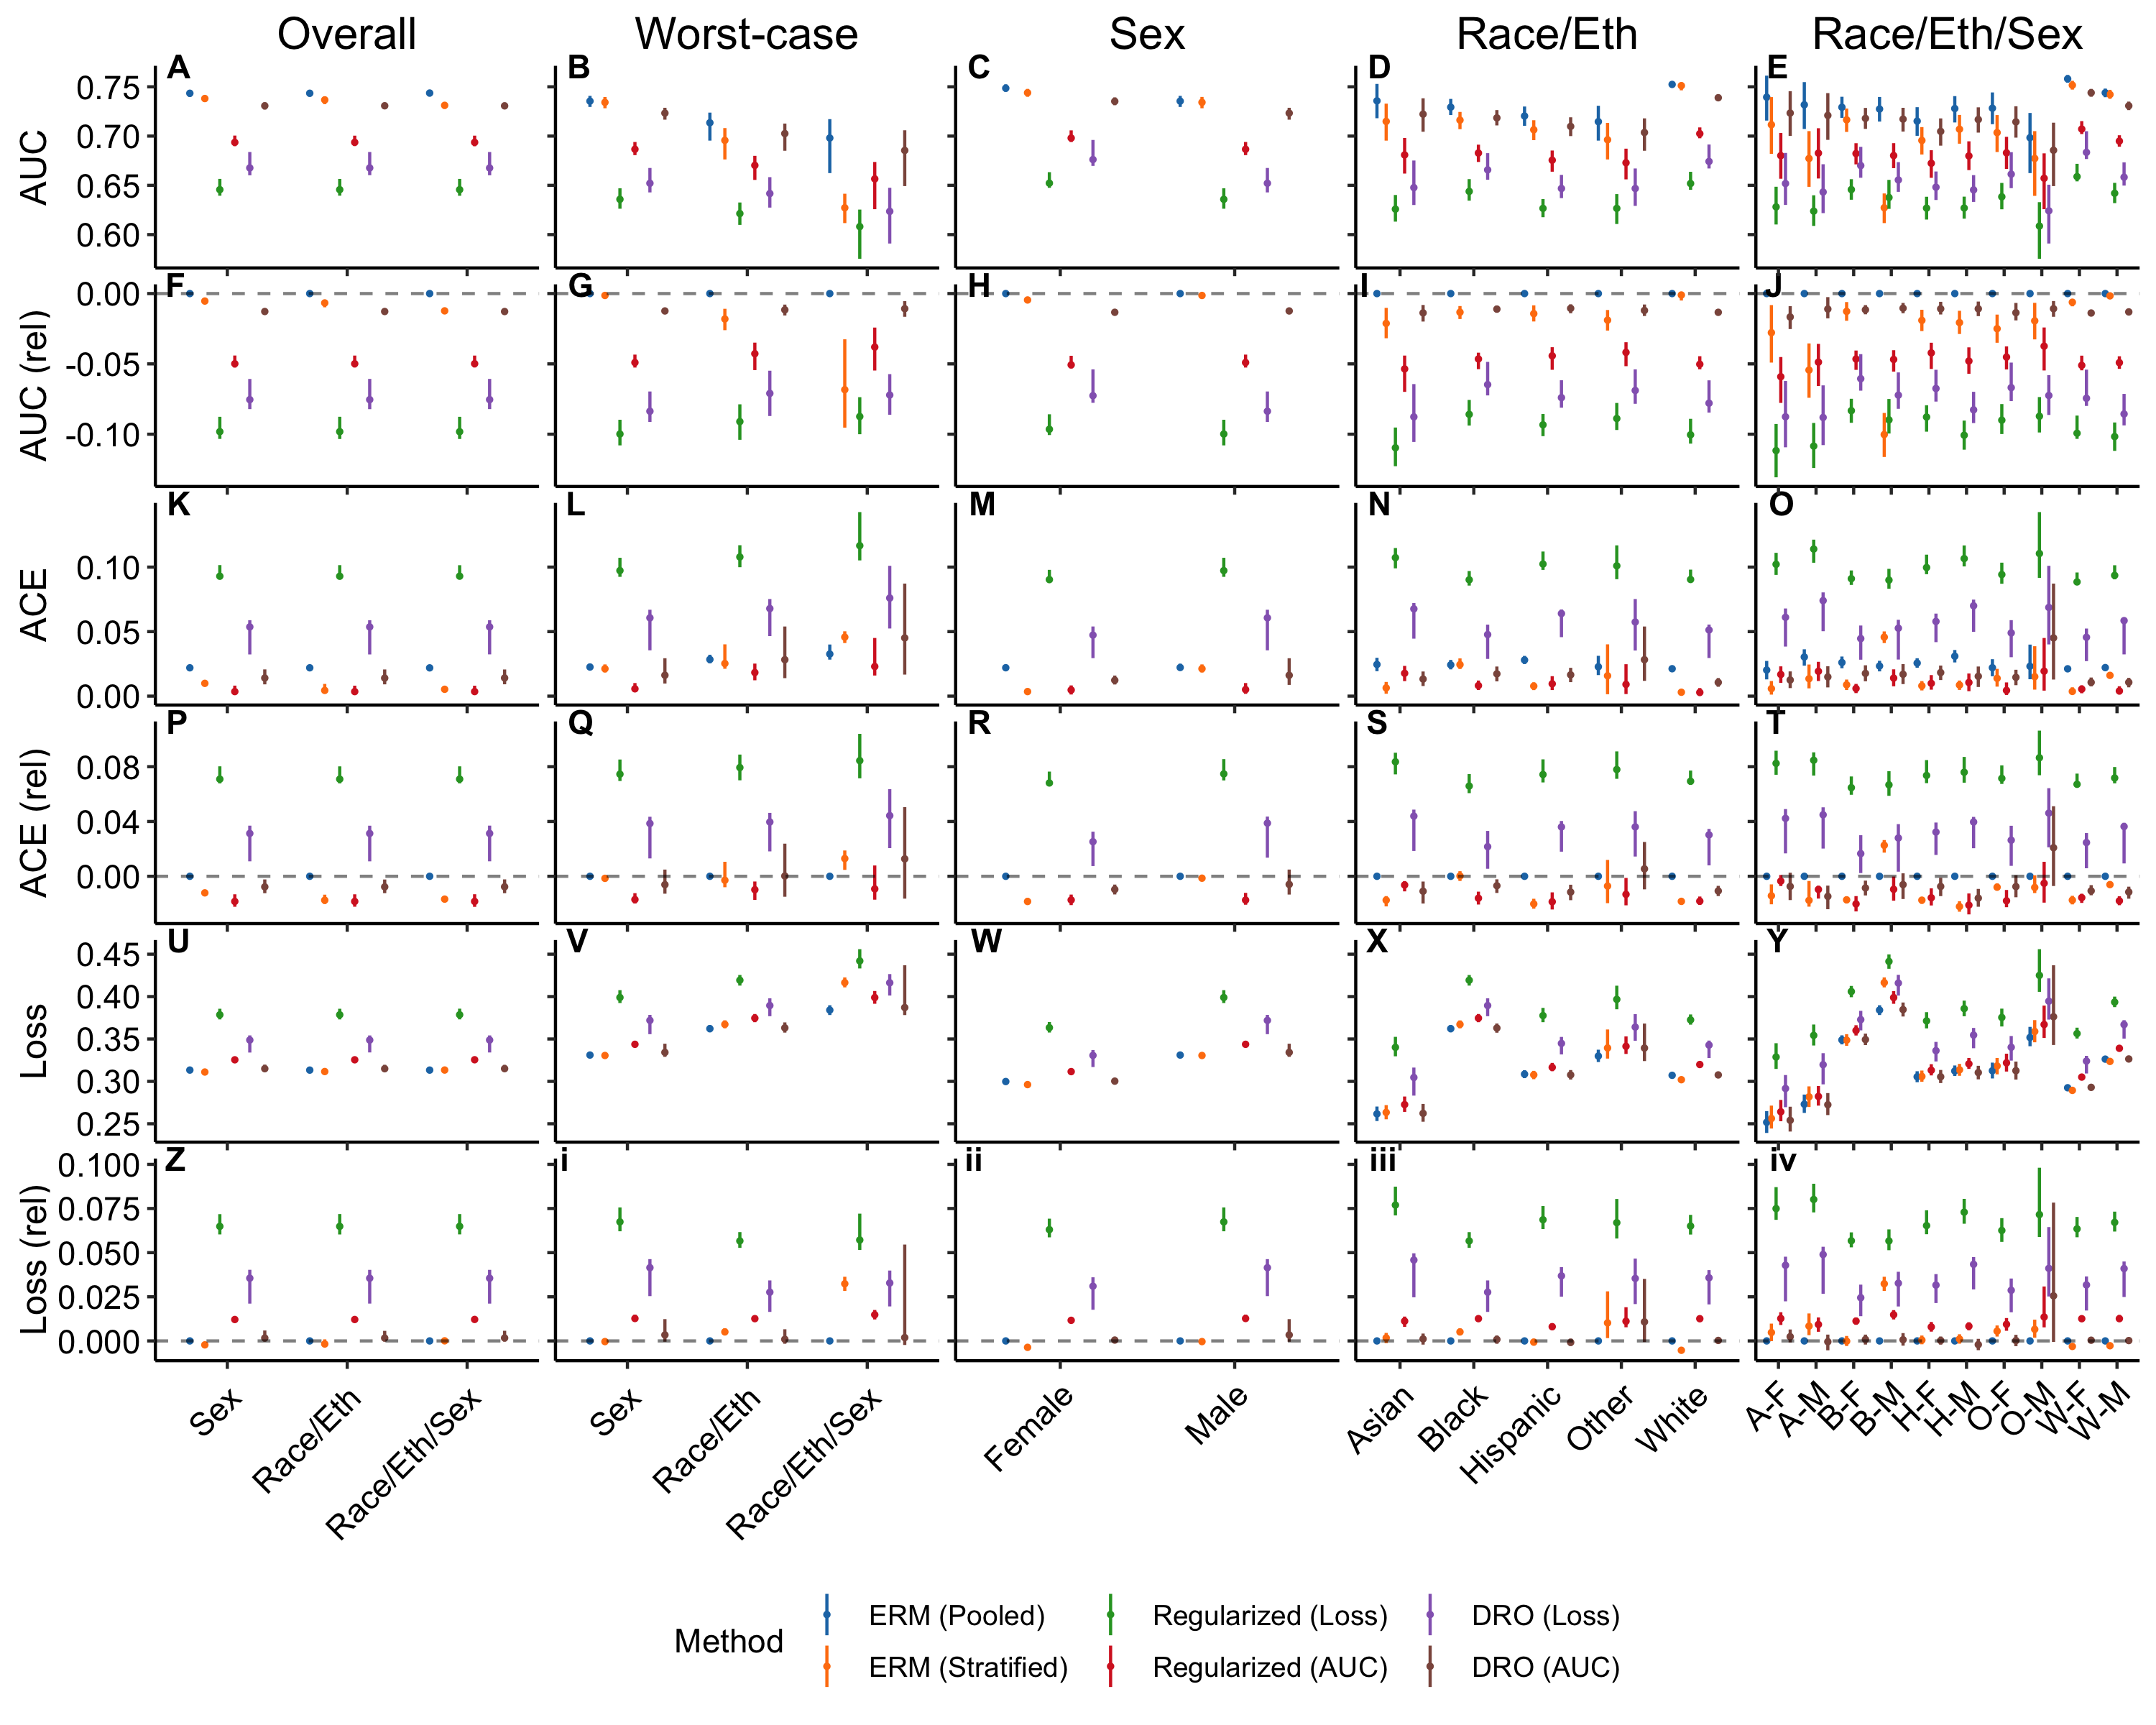 Overall Worst-case Sex Race/Eth Race/Eth/Sex
A B C D E
AUC
0.75
0.70
0.65
0.60
F G H I J
AUC (rel)
0.00
-0.05
-0.10
K L M N O
ACE
0.10
0.05
0.00
P Q R S T
ACE (rel)
0.08
0.04
0.00
U V W X Y
Loss
0.45
0.40
0.35
0.30
0.25
Z i ii iii iv
Loss (rel)
0.100
0.075
0.050
0.025
0.000
Sex Race/Eth Race/Eth/Sex
Sex Race/Eth Race/Eth/Sex
Female Male
Asian Black Hispanic Other White
A-F A-M B-F B-M H-F H-M O-F O-M W-F W-M
Method
ERM (Pooled) Regularized (Loss) DRO (Loss)
ERM (Stratified) Regularized (AUC) DRO (AUC)